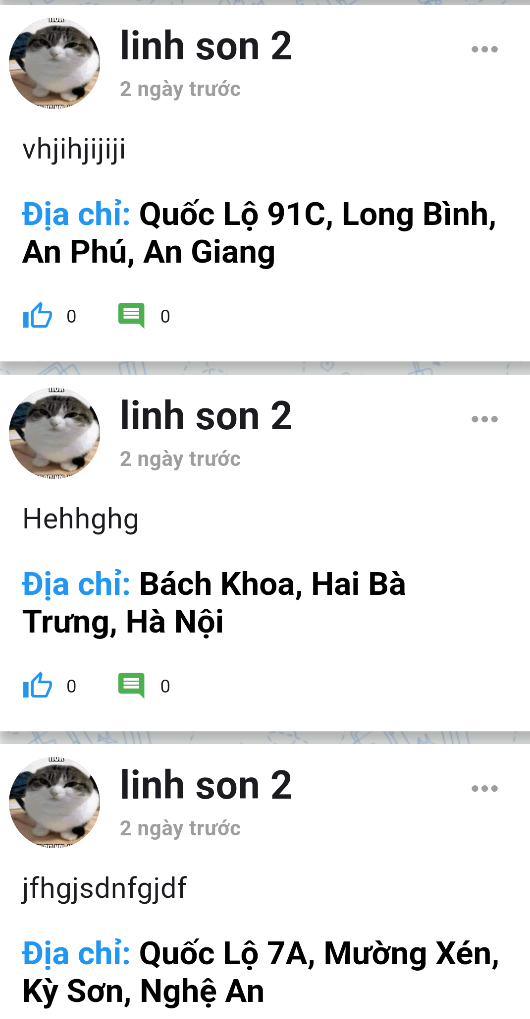 linh son 2
2 ngày trước
vhjihjijiji
Địa chỉ: Quốc Lộ 91C, Long Bình,
An Phú, An Giang
0 0
linh son 2
2 ngày trước
Hehhghg
Địa chỉ: Bách Khoa, Hai Bà
Trưng, Hà Nội
0 0
linh son 2
2 ngày trước
jfhgjsdnfgjdf
Địa chỉ: Quốc Lộ 7A, Mường Xén,
Kỳ Sơn, Nghệ An